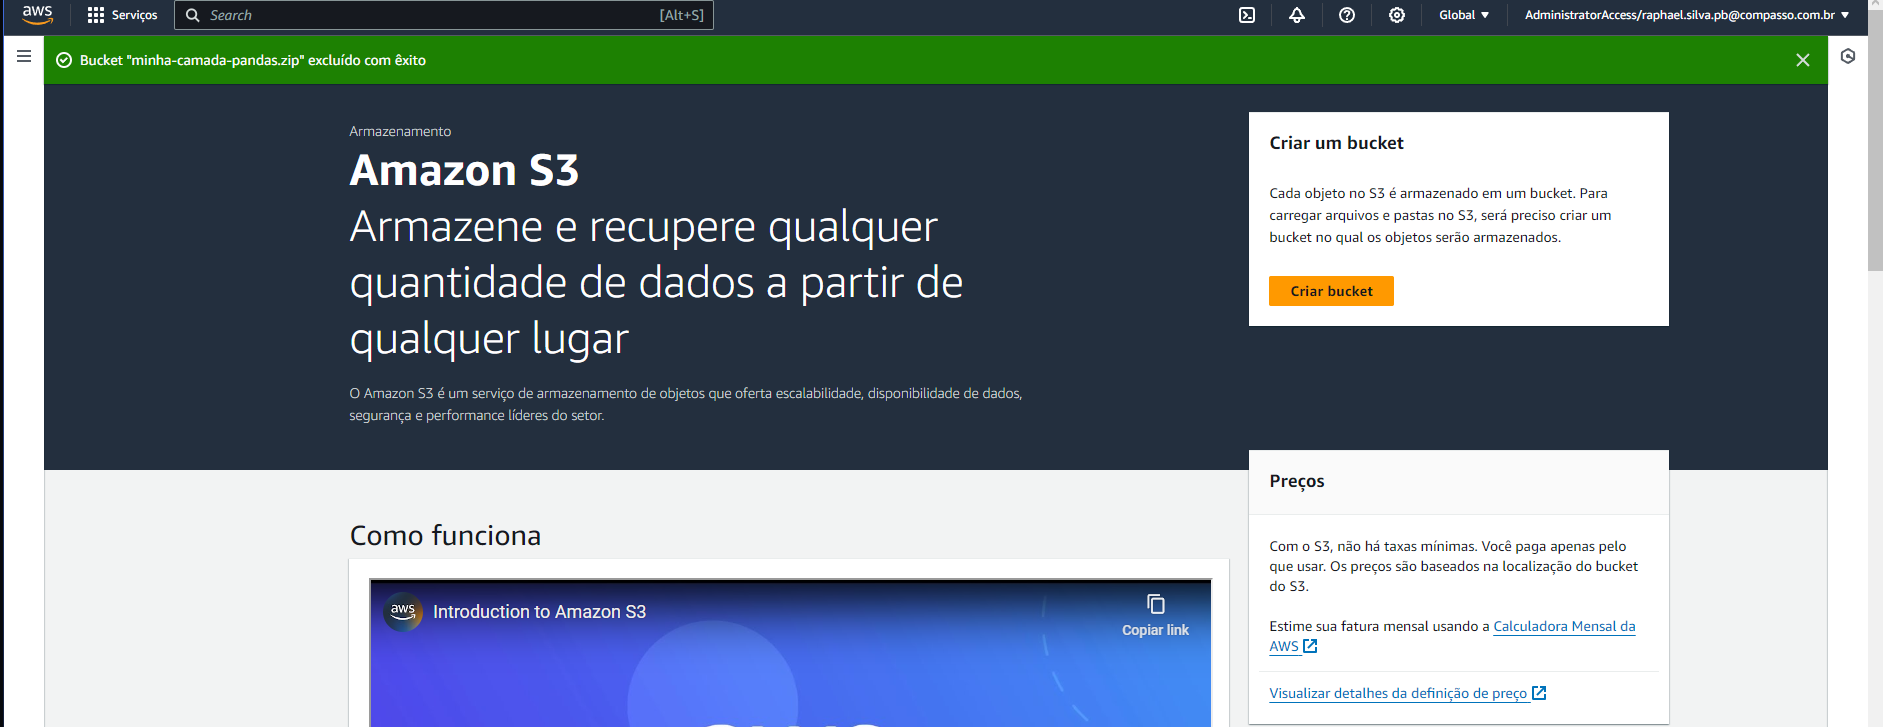 aws
Serviços
Search
[Alt+S]
Global
AdministratorAccess/raphael.silva.pb@compasso.com.br
Bucket "minha-camada-pandas.zip" excluído com êxito
Armazenamento
Amazon S3
Armazene e recupere qualquer
quantidade de dados a partir de
qualquer lugar
O Amazon S3 é um serviço de armazenamento de objetos que oferta escalabilidade, disponibilidade de dados,
segurança e performance líderes do setor.
Criar um bucket
Cada objeto no S3 é armazenado em um bucket. Para
carregar arquivos e pastas no S3, será preciso criar um
bucket no qual os objetos serão armazenados.
Criar bucket
Como funciona
aws
Introduction to Amazon S3
Copiar link
Preços
Com o S3, não há taxas mínimas. Você paga apenas pelo
que usar. Os preços são baseados na localização do bucket
do S3.
Estime sua fatura mensal usando a Calculadora Mensal da
AWS
Visualizar detalhes da definição de preço